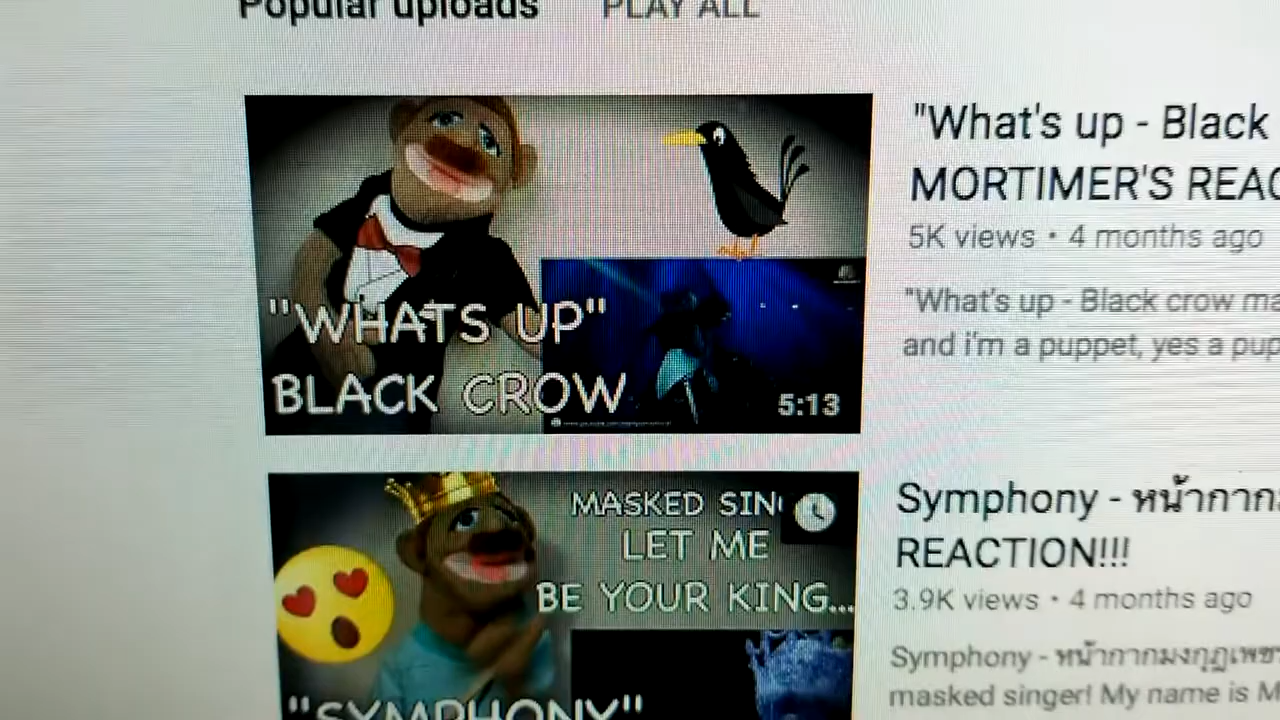 Popular uploads PLAY ALL
"WHATS UP"
BLACK CROW
5:13
"What's up - Black
MORTIMER'S REAC
5K views • 4 months ago
"What's up - Black crow ma
and i'm a puppet, yes a pup
MASKED SIN
LET ME
BE YOUR KING...
"SYMPHONY"
Symphony - หน้ากาก
REACTION!!!
3.9K views • 4 months ago
Symphony - หน้ากากมงกุฎเพชร
masked singer! My name is M